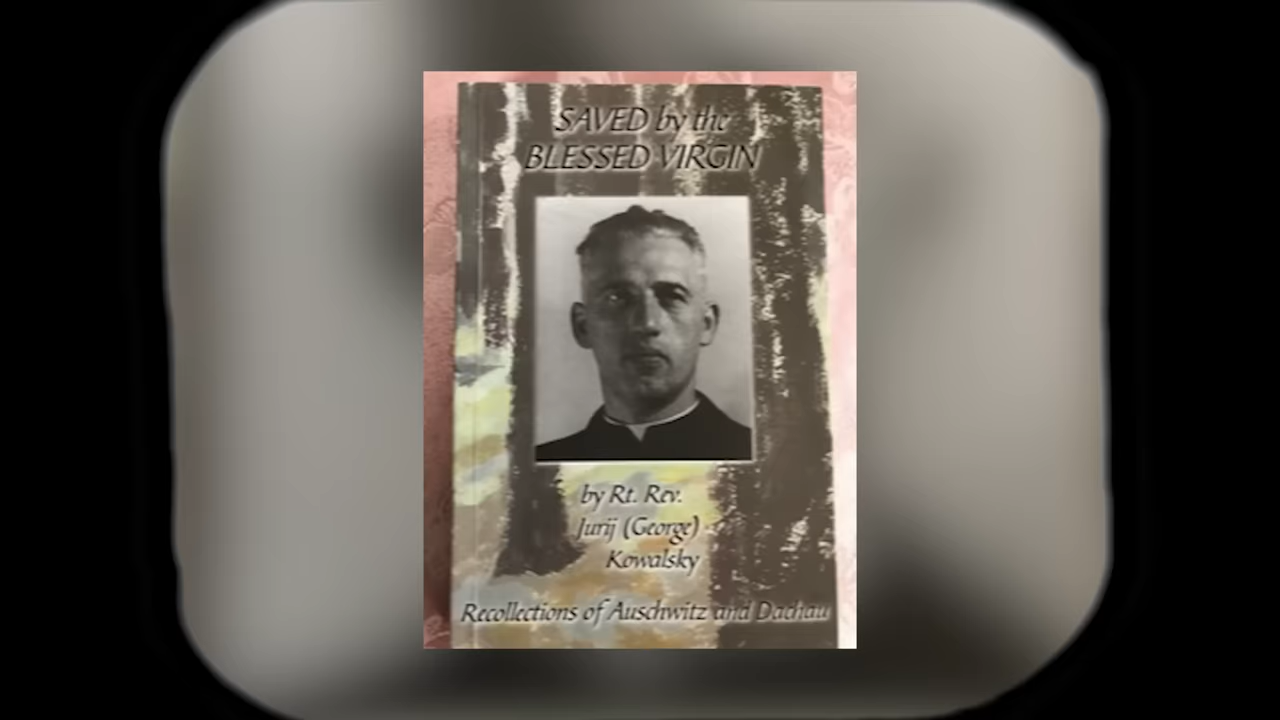 SAVED by the
BLESSED VIRGIN
by Rt. Rev.
Jurij (George)
Kowalsky
Recollections of Auschwitz and Dachau